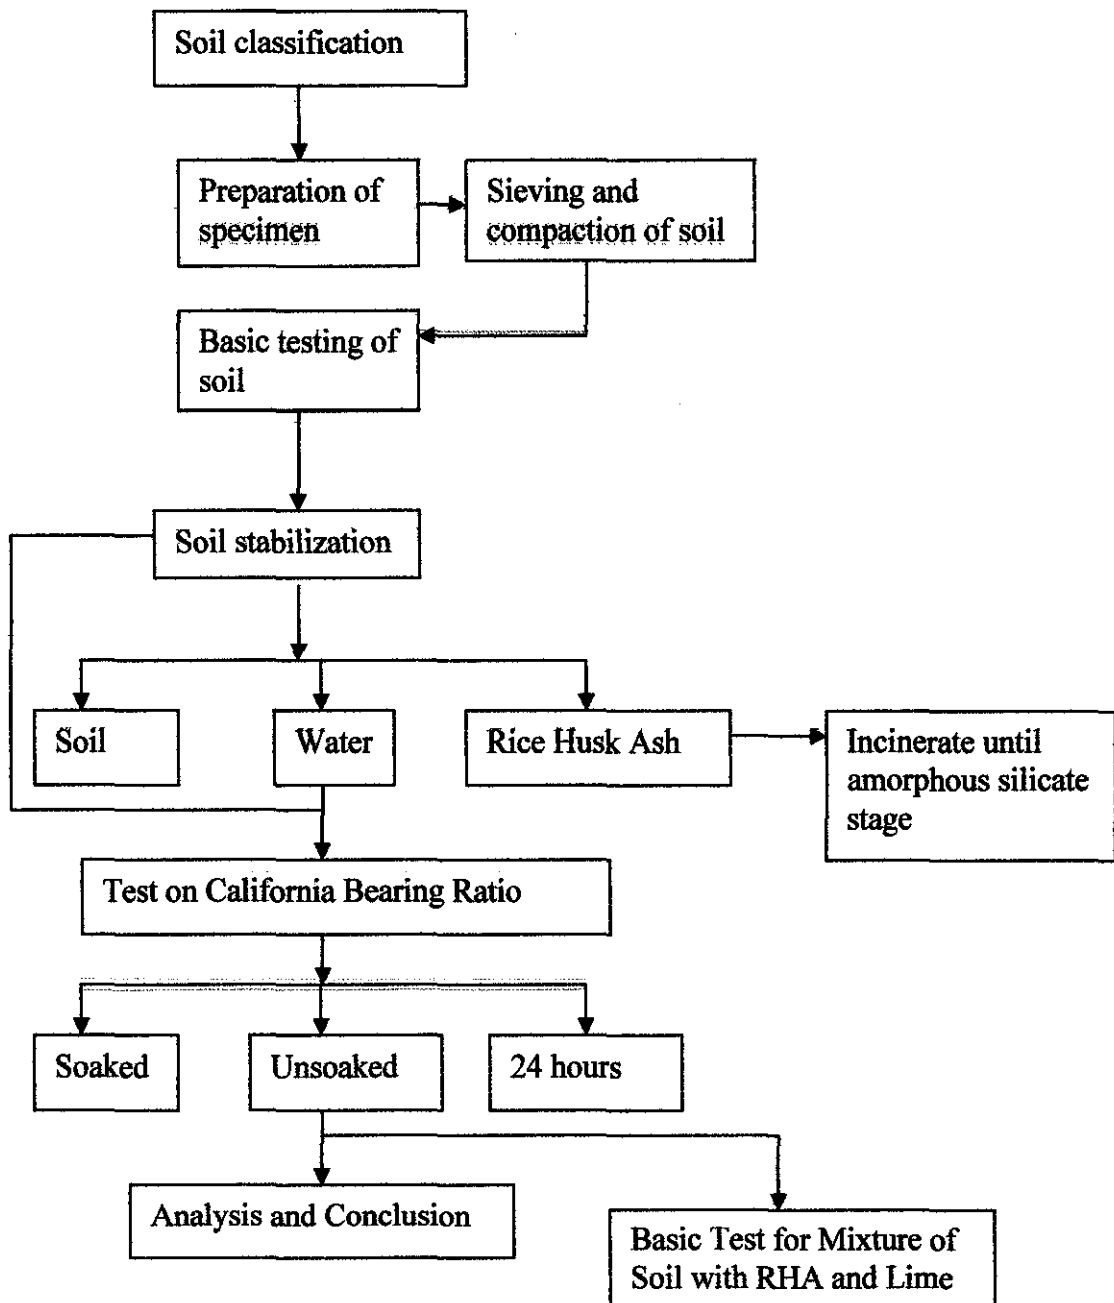 Soil classification
Preparation of
specimen
Sieving and
compaction of soil
Basic testing of
soil
Soil stabilization
Soil
Water
Rice Husk Ash
Incinerate until
amorphous silicate
stage
Test on California Bearing Ratio
Soaked
Unsoaked
24 hours
Analysis and Conclusion
Basic Test for Mixture of
Soil with RHA and Lime